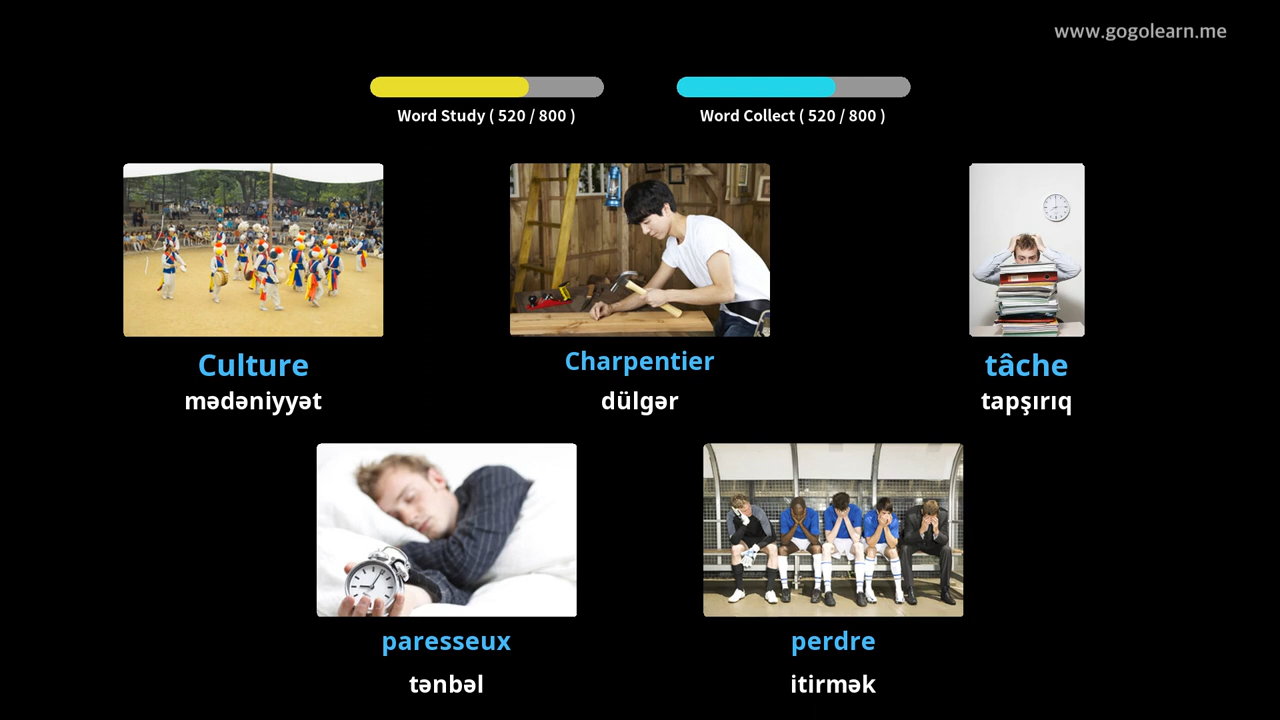 www.gogolearn.me
Word Study ( 520 / 800 )
Word Collect ( 520 / 800 )
Culture
mədəniyyət
Charpentier
dülgər
tâche
tapşırıq
paresseux
tənbəl
perdre
itirmək